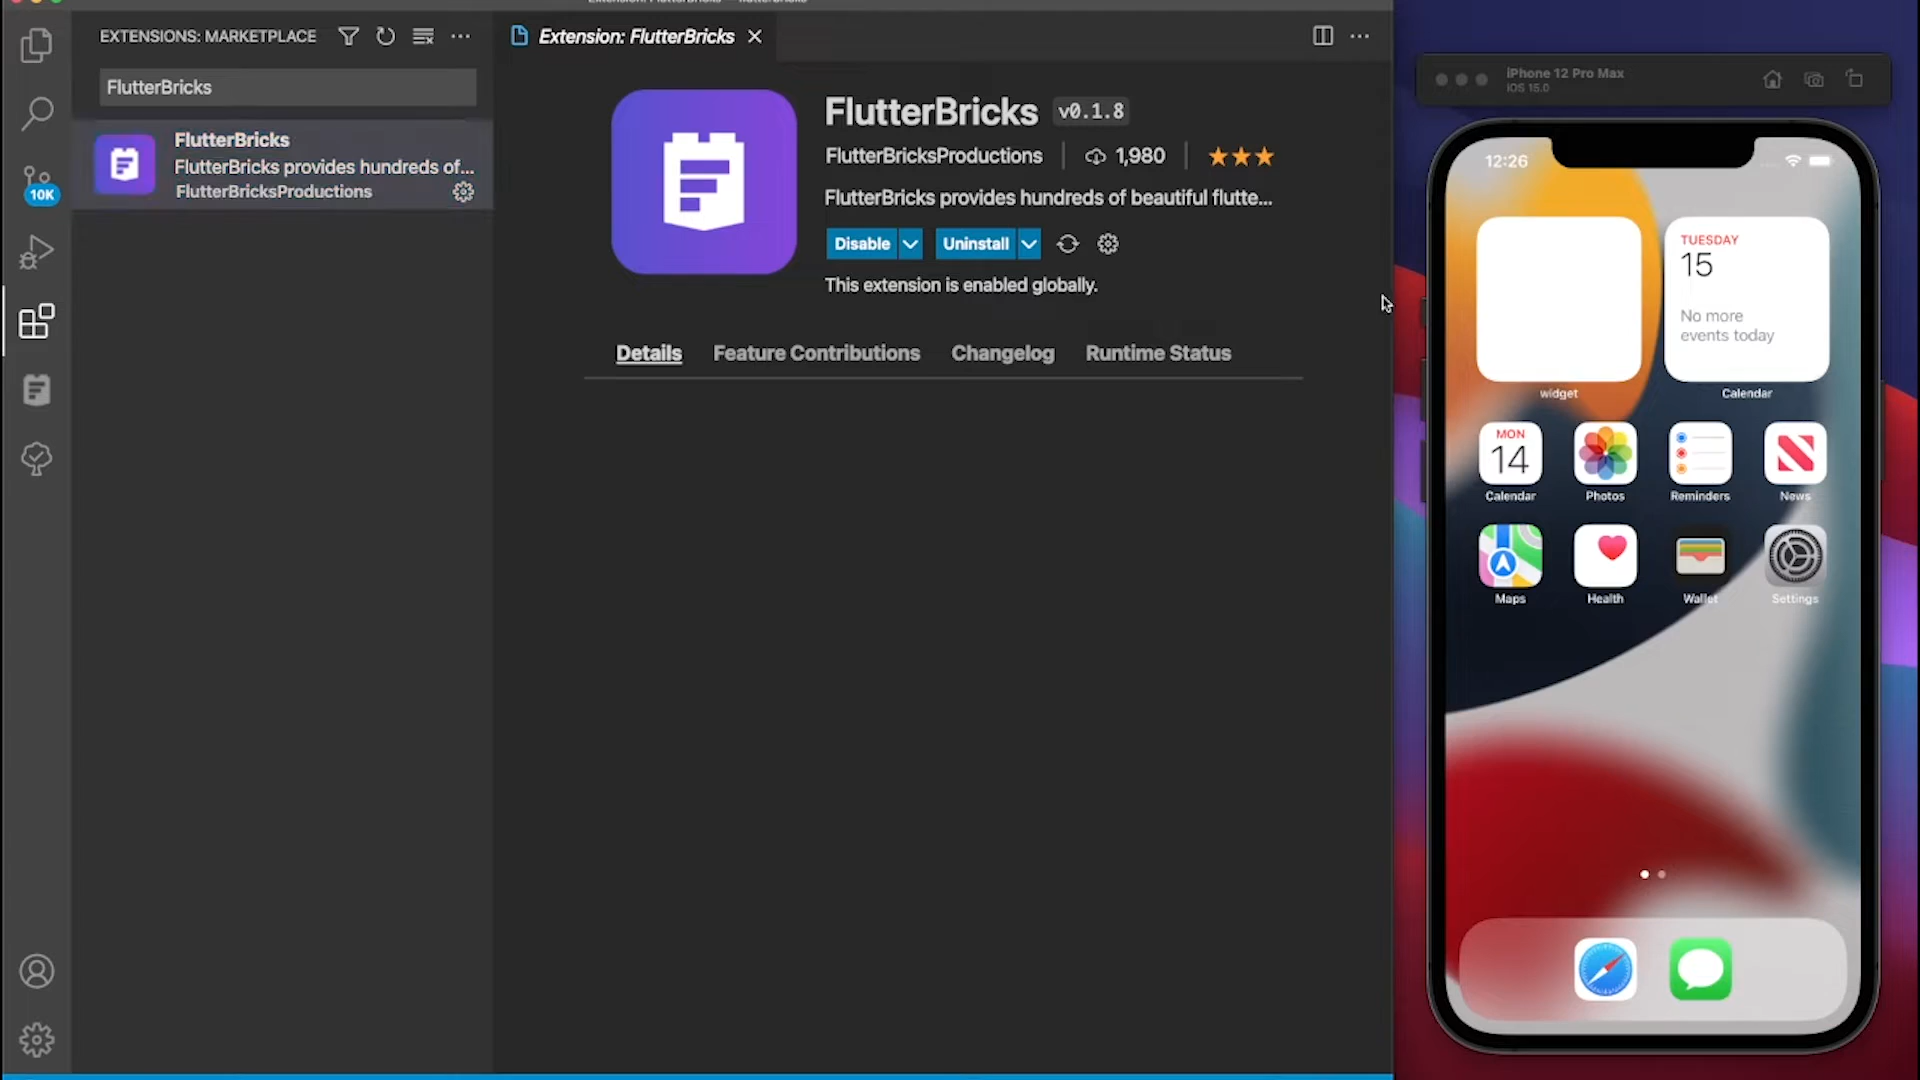 EXTENSIONS: MARKETPLACE
FlutterBricks
FlutterBricks
FlutterBricks provides hundreds of...
FlutterBricksProductions
10K
Extension: FlutterBricks
FlutterBricks v0.1.8
FlutterBricksProductions 1,980
FlutterBricks provides hundreds of beautiful flutte...
Disable Uninstall
This extension is enabled globally.
Details Feature Contributions Changelog Runtime Status
iPhone 12 Pro Max
iOS 15.0
12:26
TUESDAY
15
No more
events today
widget Calendar
MON
14
Calendar Photos Reminders News
Maps Health Wallet Settings